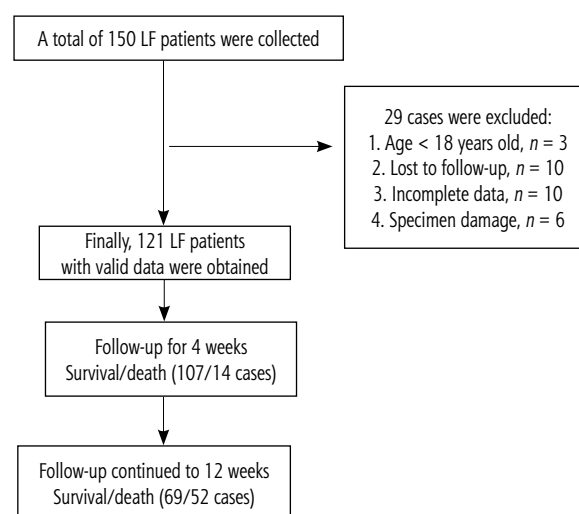 A total of 150 LF patients were collected
29 cases were excluded:
1. Age < 18 years old, n = 3
2. Lost to follow-up, n = 10
3. Incomplete data, n = 10
4. Specimen damage, n = 6
Finally, 121 LF patients
with valid data were obtained
Follow-up for 4 weeks
Survival/death (107/14 cases)
Follow-up continued to 12 weeks
Survival/death (69/52 cases)